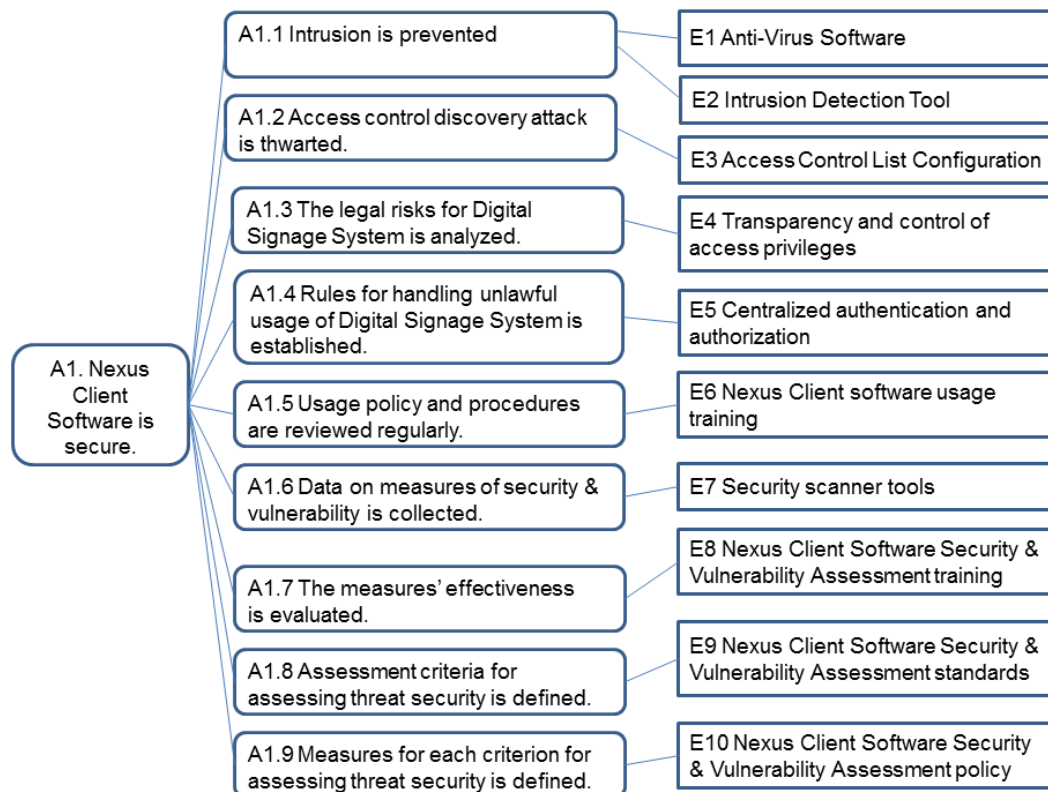 A1. Nexus
Client
Software is
secure.
A1.1 Intrusion is prevented
A1.2 Access control discovery attack
is thwarted.
A1.3 The legal risks for Digital
Signage System is analyzed.
A1.4 Rules for handling unlawful
usage of Digital Signage System is
established.
A1.5 Usage policy and procedures
are reviewed regularly.
A1.6 Data on measures of security &
vulnerability is collected.
A1.7 The measures’ effectiveness
is evaluated.
A1.8 Assessment criteria for
assessing threat security is defined.
A1.9 Measures for each criterion for
assessing threat security is defined.
E1 Anti-Virus Software
E2 Intrusion Detection Tool
E3 Access Control List Configuration
E4 Transparency and control of
access privileges
E5 Centralized authentication and
authorization
E6 Nexus Client software usage
training
E7 Security scanner tools
E8 Nexus Client Software Security &
Vulnerability Assessment training
E9 Nexus Client Software Security &
Vulnerability Assessment standards
E10 Nexus Client Software Security
& Vulnerability Assessment policy